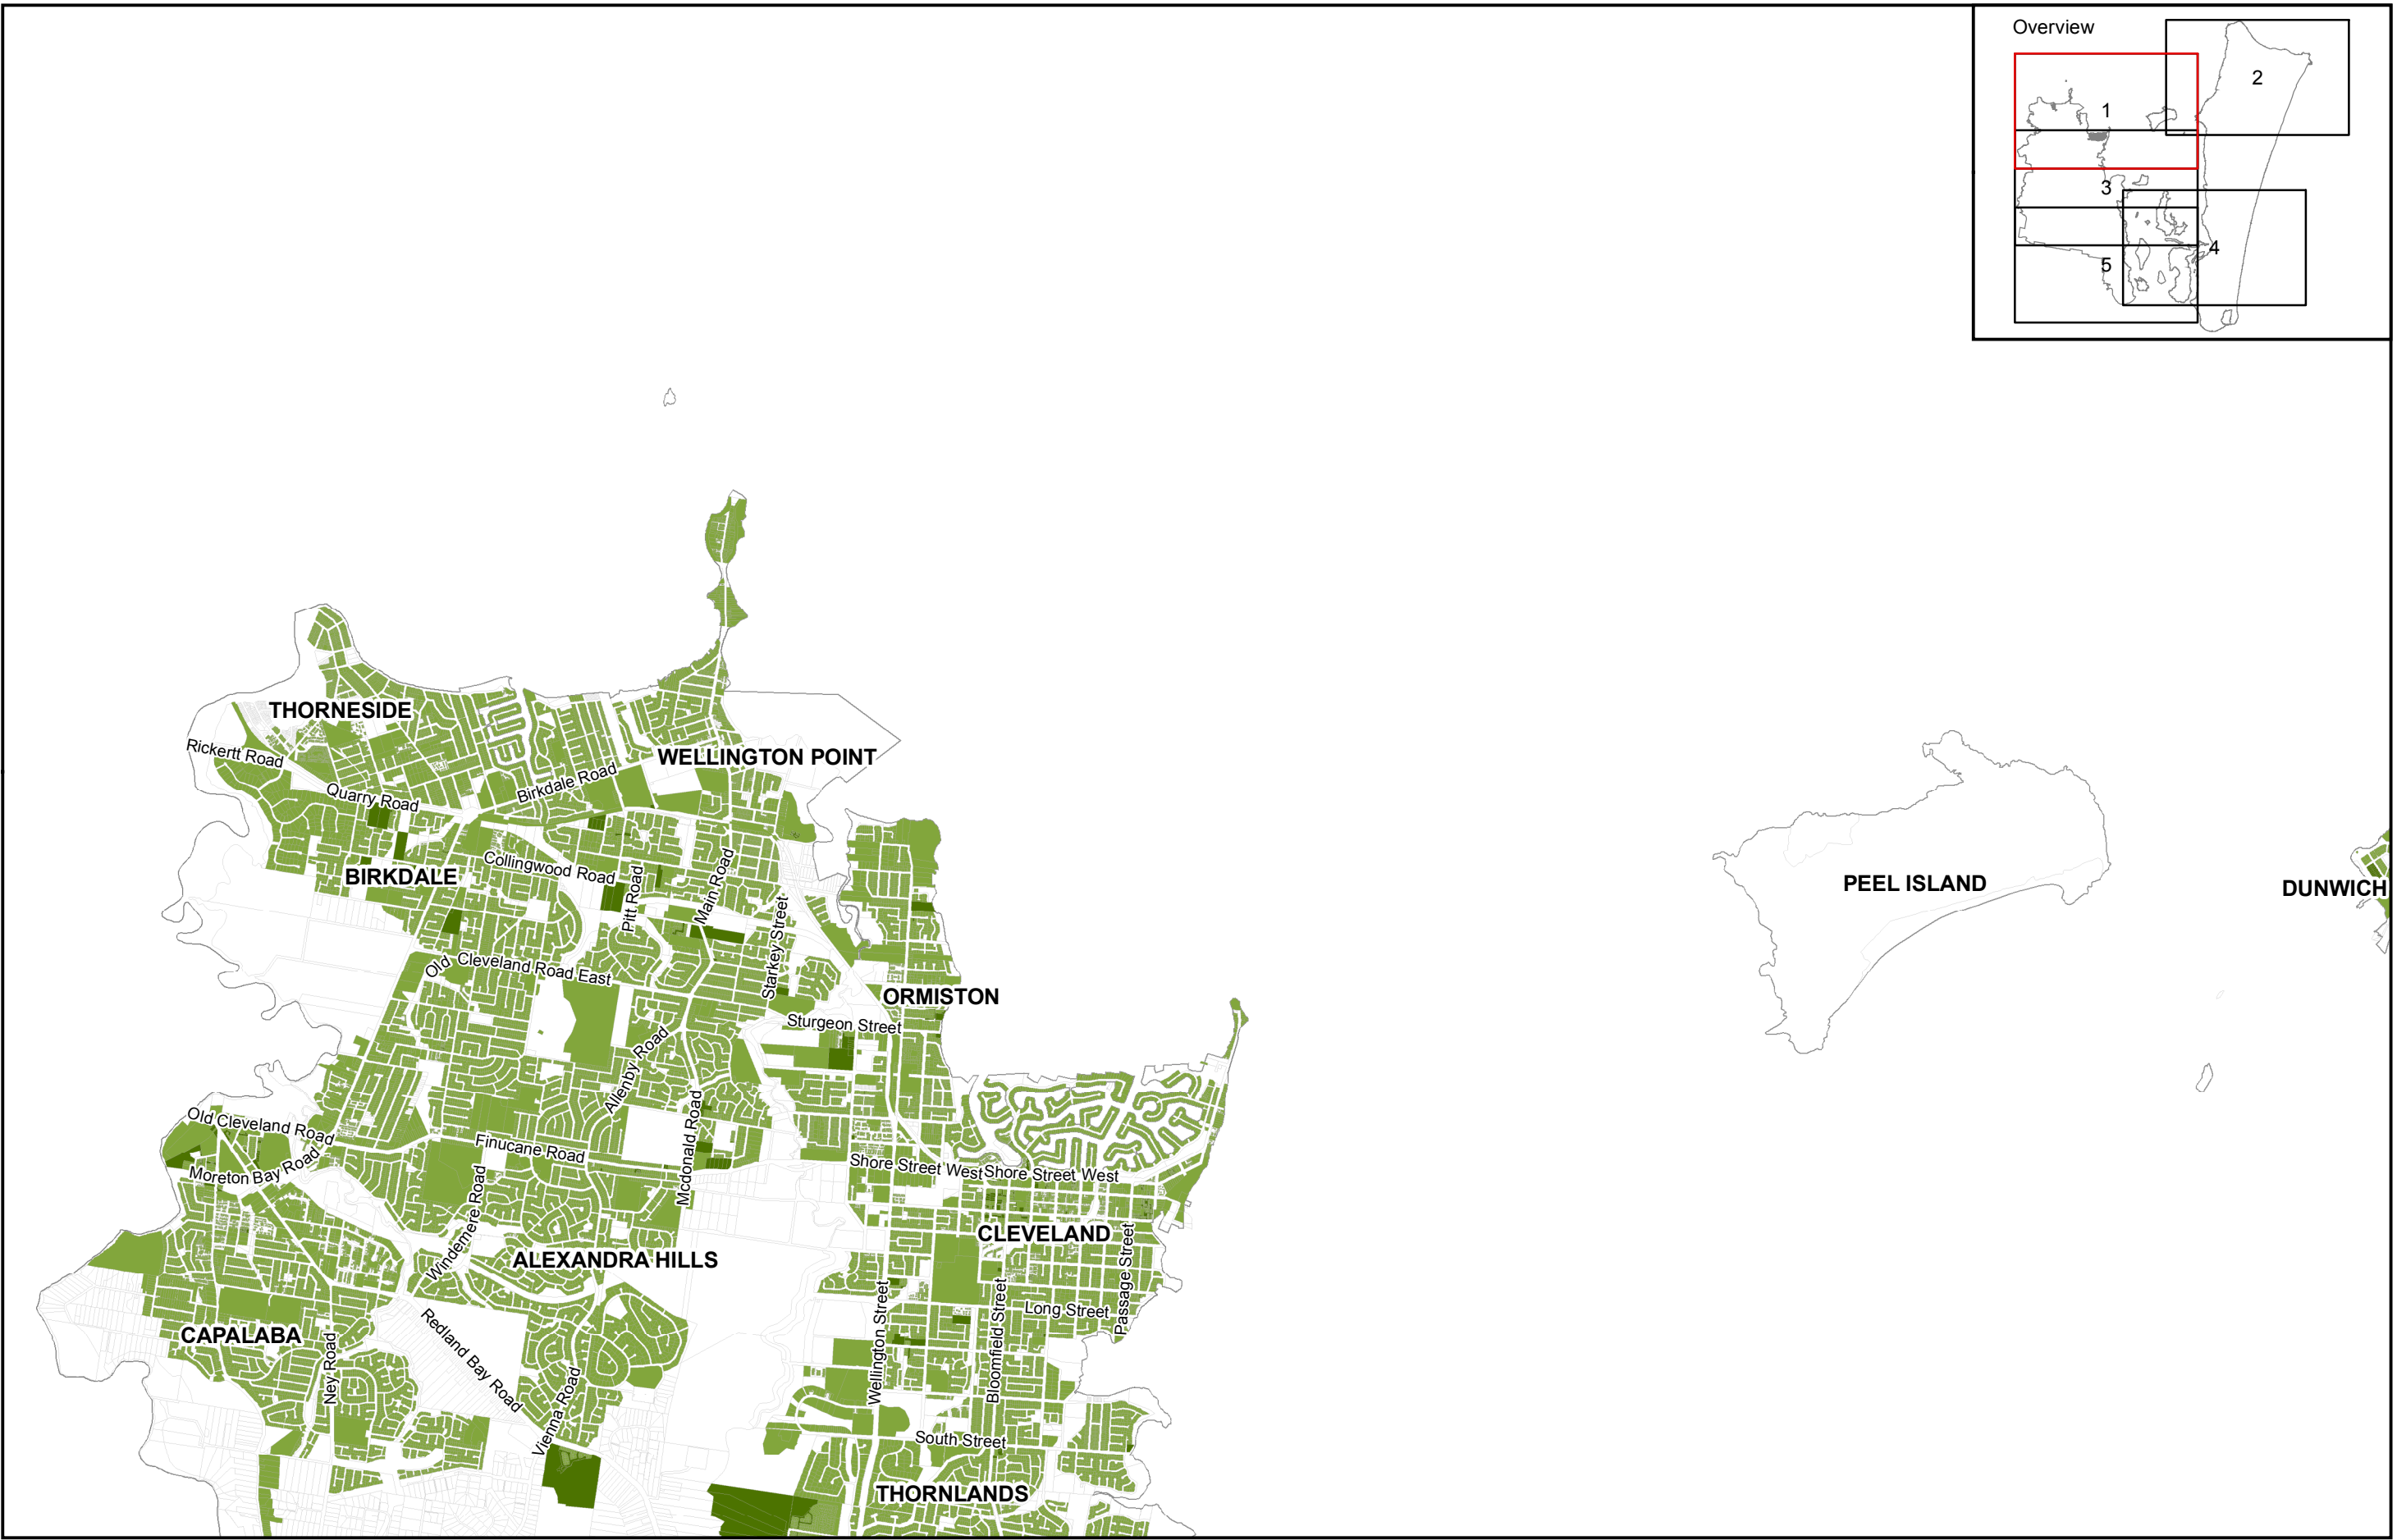 Overview
2
1
3
4
5
THORNESIDE
Rickertt Road
WELLINGTON POINT
Birkdale Road
Quarry Road
Collingwood Road
BIRKDALE
Pitt Road
Main Road
Starkey Street
PEEL ISLAND
DUNWICH
Old Cleveland Road East
ORMISTON
Sturgeon Street
Allenby Road
Old Cleveland Road
Finucane Road
Mcdonald Road
Moreton Bay Road
Shore Street West
Shore Street West
Windemere Road
CLEVELAND
Passage Street
ALEXANDRA HILLS
Wellington Street
Bloomfield Street
Long Street
CAPALABA
Redland Bay Road
Ney Road
Vienna Road
South Street
THORNLANDS